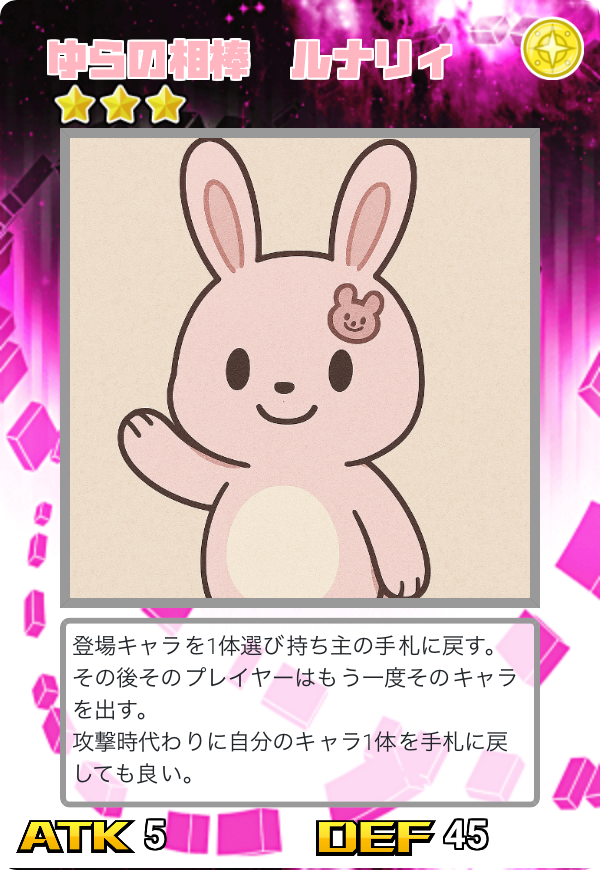 ゆらの相棒　ルナリィ
登場キャラを1体選び持ち主の手札に戻す。
その後そのプレイヤーはもう一度そのキャラ
を出す。
攻撃時代わりに自分のキャラ1体を手札に戻
しても良い。
ATK 5 DEF 45